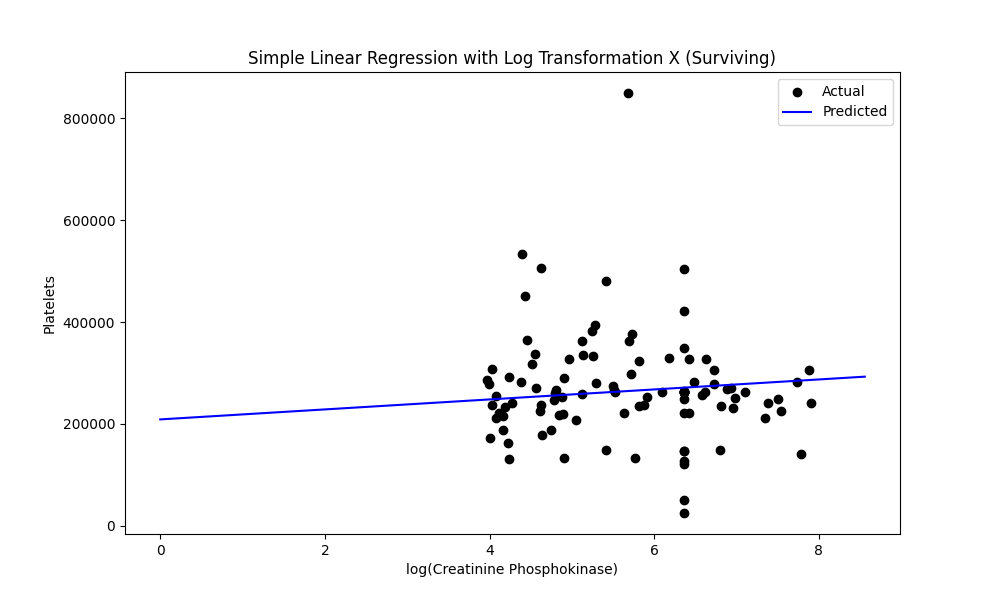 Simple Linear Regression with Log Transformation X (Surviving)
Actual
Predicted
800000
600000
400000
200000
0
Platelets
0 2 4 6 8
log(Creatinine Phosphokinase)